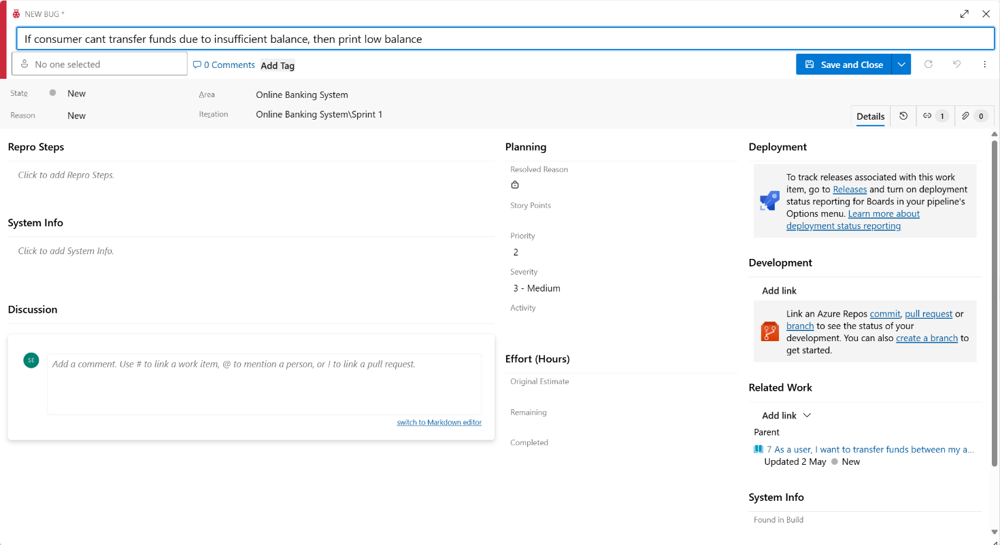 NEW BUG *
If consumer cant transfer funds due to insufficient balance, then print low balance
No one selected
0 Comments
Add Tag
Save and Close
State
New
Area
Online Banking System
Reason
New
Iteration
Online Banking System\Sprint 1
Details
1
0
Repro Steps
Click to add Repro Steps.
System Info
Click to add System Info.
Discussion
SE
Add a comment. Use # to link a work item, @ to mention a person, or ! to link a pull request.
switch to Markdown editor
Planning
Resolved Reason
Story Points
Priority
2
Severity
3 - Medium
Activity
Effort (Hours)
Original Estimate
Remaining
Completed
Deployment
To track releases associated with this work
item, go to Releases and turn on deployment
status reporting for Boards in your pipeline's
Options menu. Learn more about
deployment status reporting
Development
Add link
Link an Azure Repos commit, pull request or
branch to see the status of your
development. You can also create a branch to
get started.
Related Work
Add link
Parent
7 As a user, I want to transfer funds between my a...
Updated 2 May
New
System Info
Found in Build